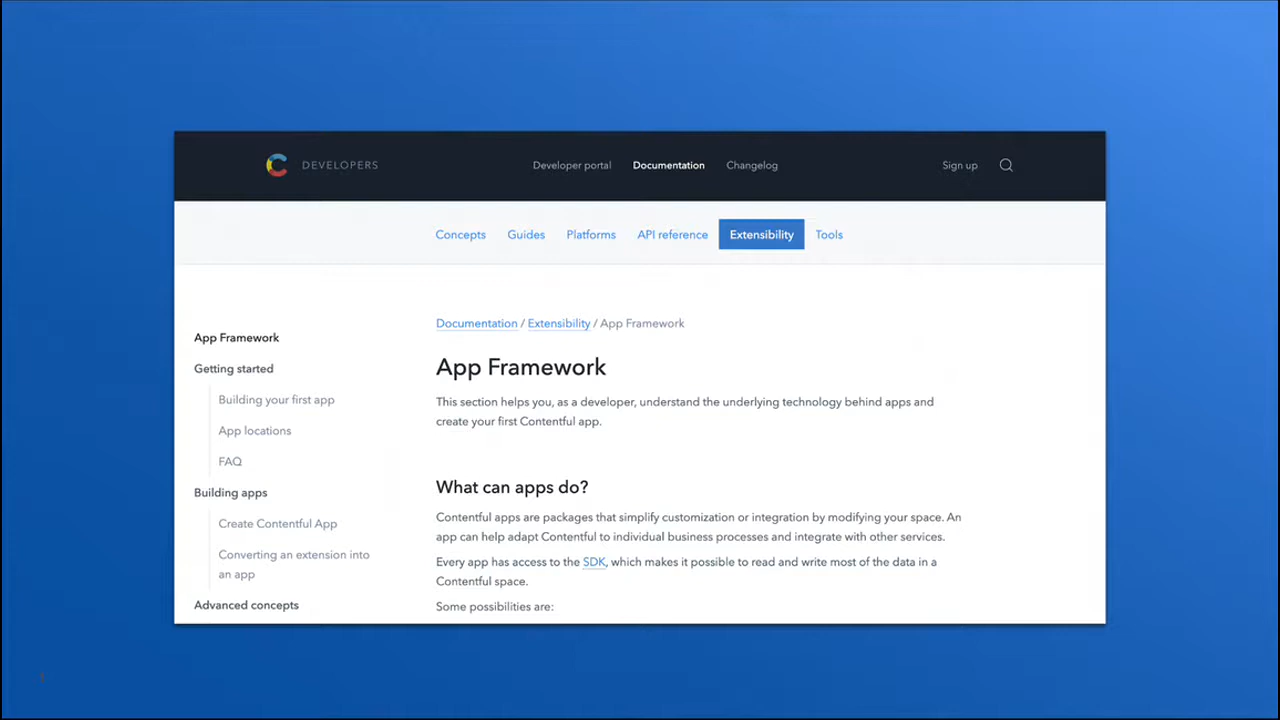 DEVELOPERS
Developer portal
Documentation
Changelog
Sign up
Concepts
Guides
Platforms
API reference
Extensibility
Tools
App Framework
Getting started
Building your first app
App locations
FAQ
Building apps
Create Contentful App
Converting an extension into
an app
Advanced concepts
Documentation / Extensibility / App Framework
App Framework
This section helps you, as a developer, understand the underlying technology behind apps and
create your first Contentful app.
What can apps do?
Contentful apps are packages that simplify customization or integration by modifying your space. An
app can help adapt Contentful to individual business processes and integrate with other services.
Every app has access to the SDK, which makes it possible to read and write most of the data in a
Contentful space.
Some possibilities are: